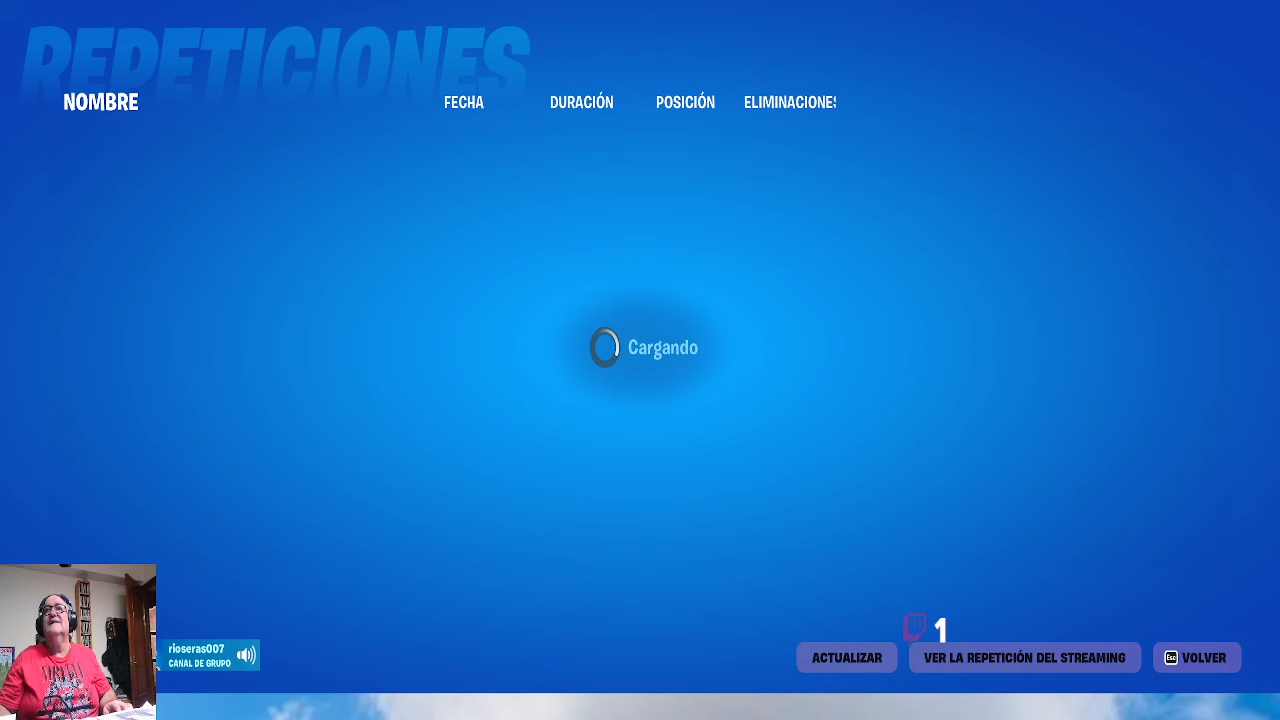 REPETICIONES
NOMBRE
FECHA
DURACIÓN
POSICIÓN
ELIMINACIONES
Cargando
rioseras007
CANAL DE GRUPO
1
ACTUALIZAR
VER LA REPETICIÓN DEL STREAMING
Esc VOLVER